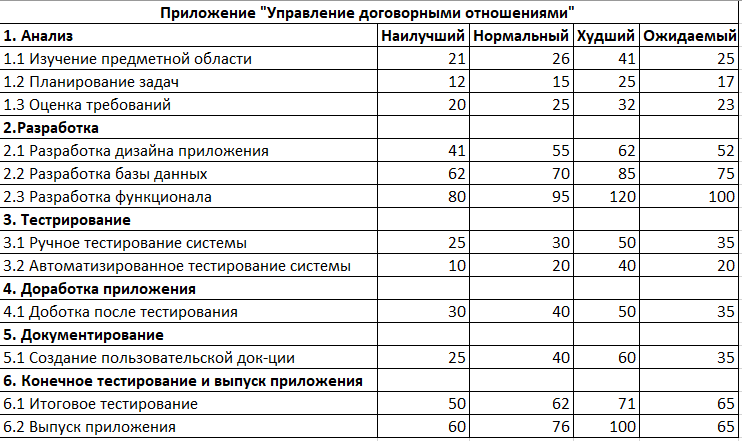 Приложение "Управление договорными отношениями"
1. Анализ Наилучший Нормальный Худший Ожидаемый
1.1 Изучение предметной области 21 26 41 25
1.2 Планирование задач 12 15 25 17
1.3 Оценка требований 20 25 32 23
2.Разработка
2.1 Разработка дизайна приложения 41 55 62 52
2.2 Разработка базы данных 62 70 85 75
2.3 Разработка функционала 80 95 120 100
3. Тестрирование
3.1 Ручное тестирование системы 25 30 50 35
3.2 Автоматизированное тестирование системы 10 20 40 20
4. Доработка приложения
4.1 Доботка после тестирования 30 40 50 35
5. Документирование
5.1 Создание пользовательской док-ции 25 40 60 35
6. Конечное тестирование и выпуск приложения
6.1 Итоговое тестирование 50 62 71 65
6.2 Выпуск приложения 60 76 100 65